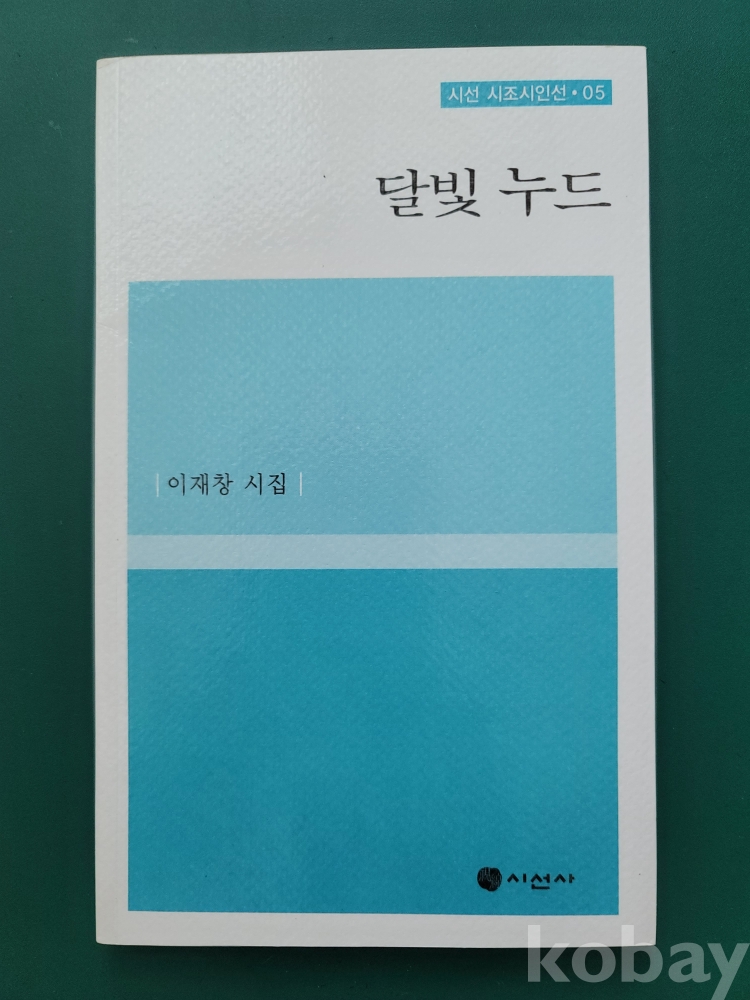 시선 시조시인선 • 05
달빛 누드
| 이재창 시집 |
시선사
kobay